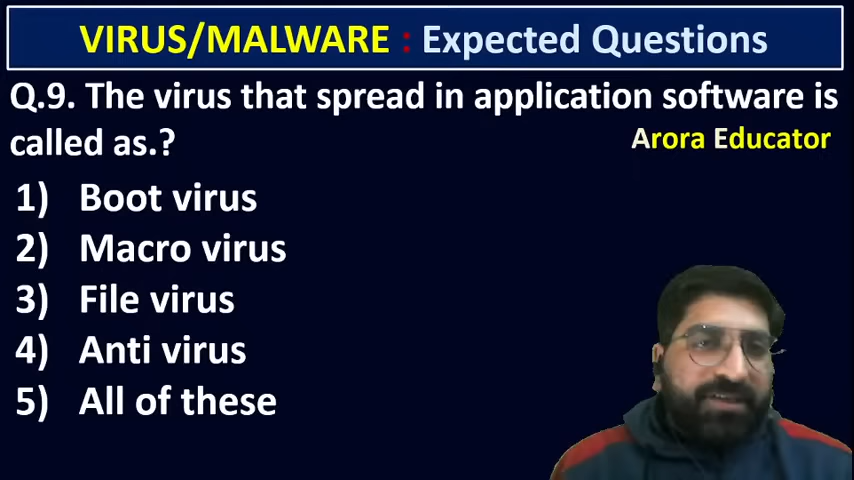 VIRUS/MALWARE : Expected Questions
Q.9. The virus that spread in application software is
called as.?
Arora Educator
1) Boot virus
2) Macro virus
3) File virus
4) Anti virus
5) All of these